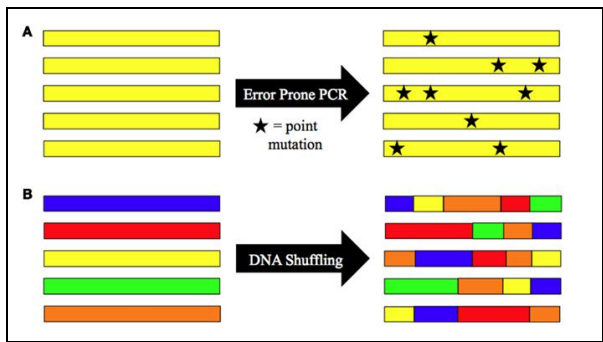 A
Error Prone PCR
★ = point
mutation
B
DNA Shuffling